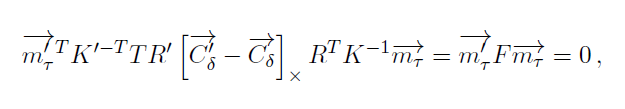 $\overrightarrow{m'_{\tau}}^{T} K'^{-T} T R' \left[ \overrightarrow{C'_{\delta}} - \overrightarrow{C_{\delta}} \right]_{\times} R^{T} K^{-1} \overrightarrow{m_{\tau}} = \overrightarrow{m'_{\tau}} F \overrightarrow{m_{\tau}} = 0 \,,$